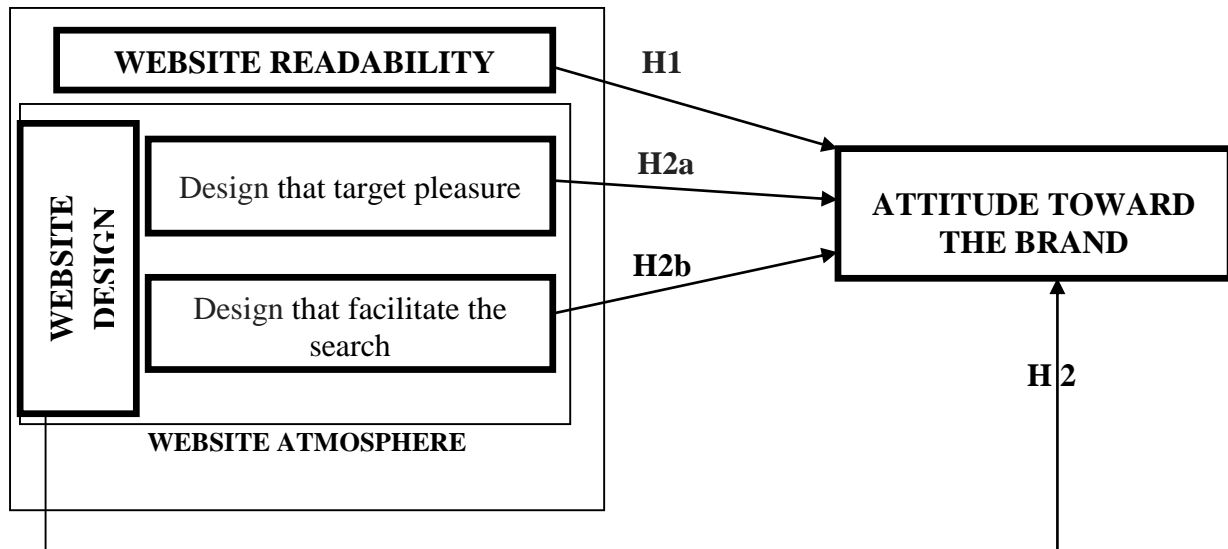 WEBSITE READABILITY
H1
WEBSITE
DESIGN
Design that target pleasure
H2a
ATTITUDE TOWARD
THE BRAND
Design that facilitate the
search
H2b
H 2
WEBSITE ATMOSPHERE